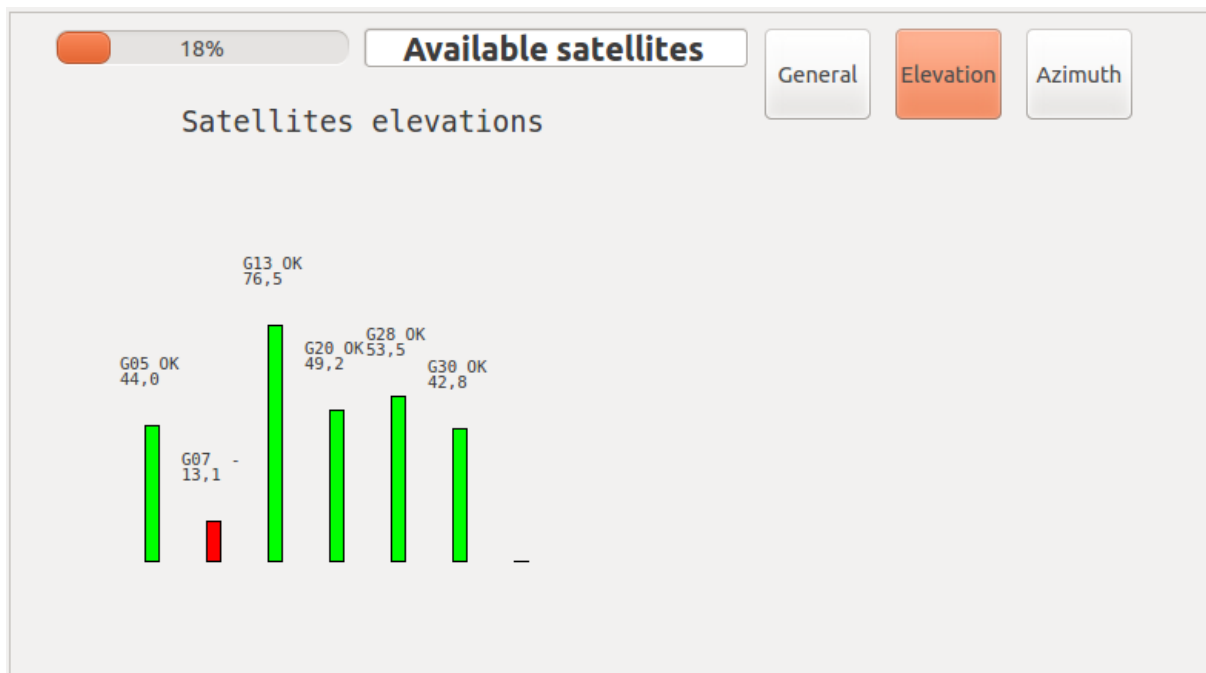 18%
Available satellites
General
Elevation
Azimuth
Satellites elevations
G05 OK
44,0
G07 -
13,1
G13 OK
76,5
G20 OK
49,2
G28 OK
53,5
G30 OK
42,8